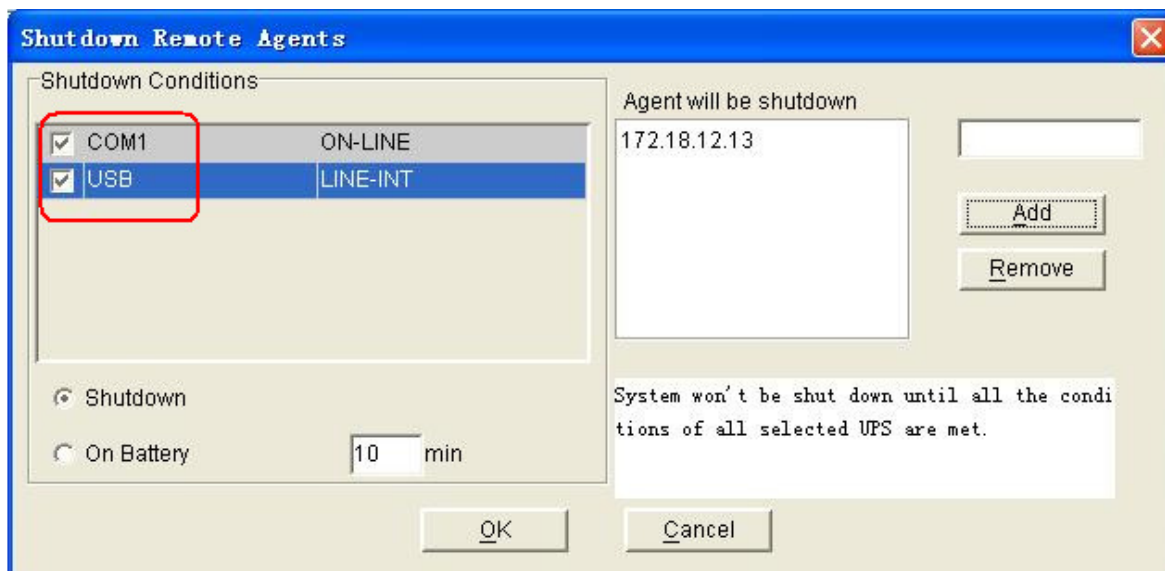 Shutdown Remote Agents
Shutdown Conditions
COM1 ON-LINE
USB LINE-INT
Shutdown
On Battery 10 min
Agent will be shutdown
172.18.12.13
Add
Remove
System won't be shut down until all the condi
tions of all selected UPS are met.
OK Cancel